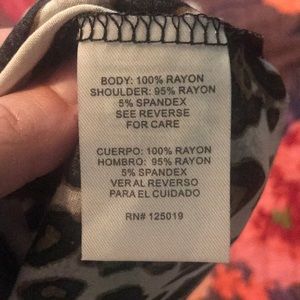 BODY: 100% RAYON
SHOULDER: 95% RAYON
5% SPANDEX
SEE REVERSE
FOR CARE
CUERPO: 100% RAYON
HOMBRO: 95% RAYON
5% SPANDEX
VER AL REVERSO
PARA EL CUIDADO
RN# 125019